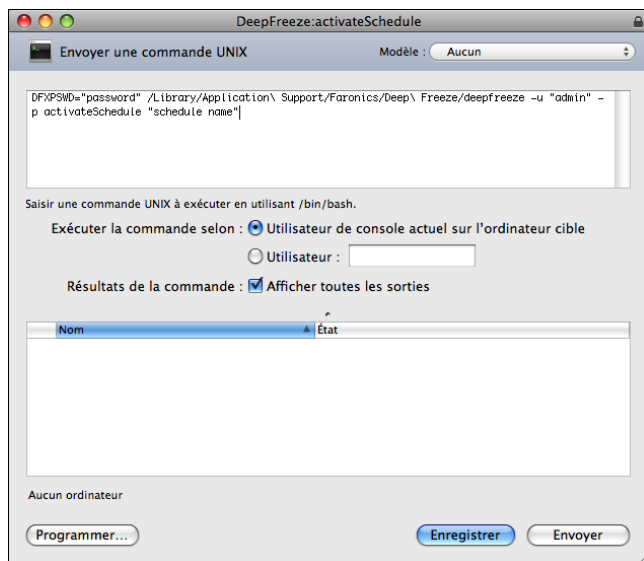 DeepFreeze:activateSchedule
Envoyer une commande UNIX
Modèle : Aucun
DFXPSWD="password" /Library/Application\ Support/Faronics/Deep\ Freeze/deepfreeze -u "admin" -
p activateSchedule "schedule name"
Saisir une commande UNIX à exécuter en utilisant /bin/bash.
Exécuter la commande selon : Utilisateur de console actuel sur l'ordinateur cible
Utilisateur :
Résultats de la commande : Afficher toutes les sorties
Nom État
Aucun ordinateur
Programmer... Enregistrer Envoyer